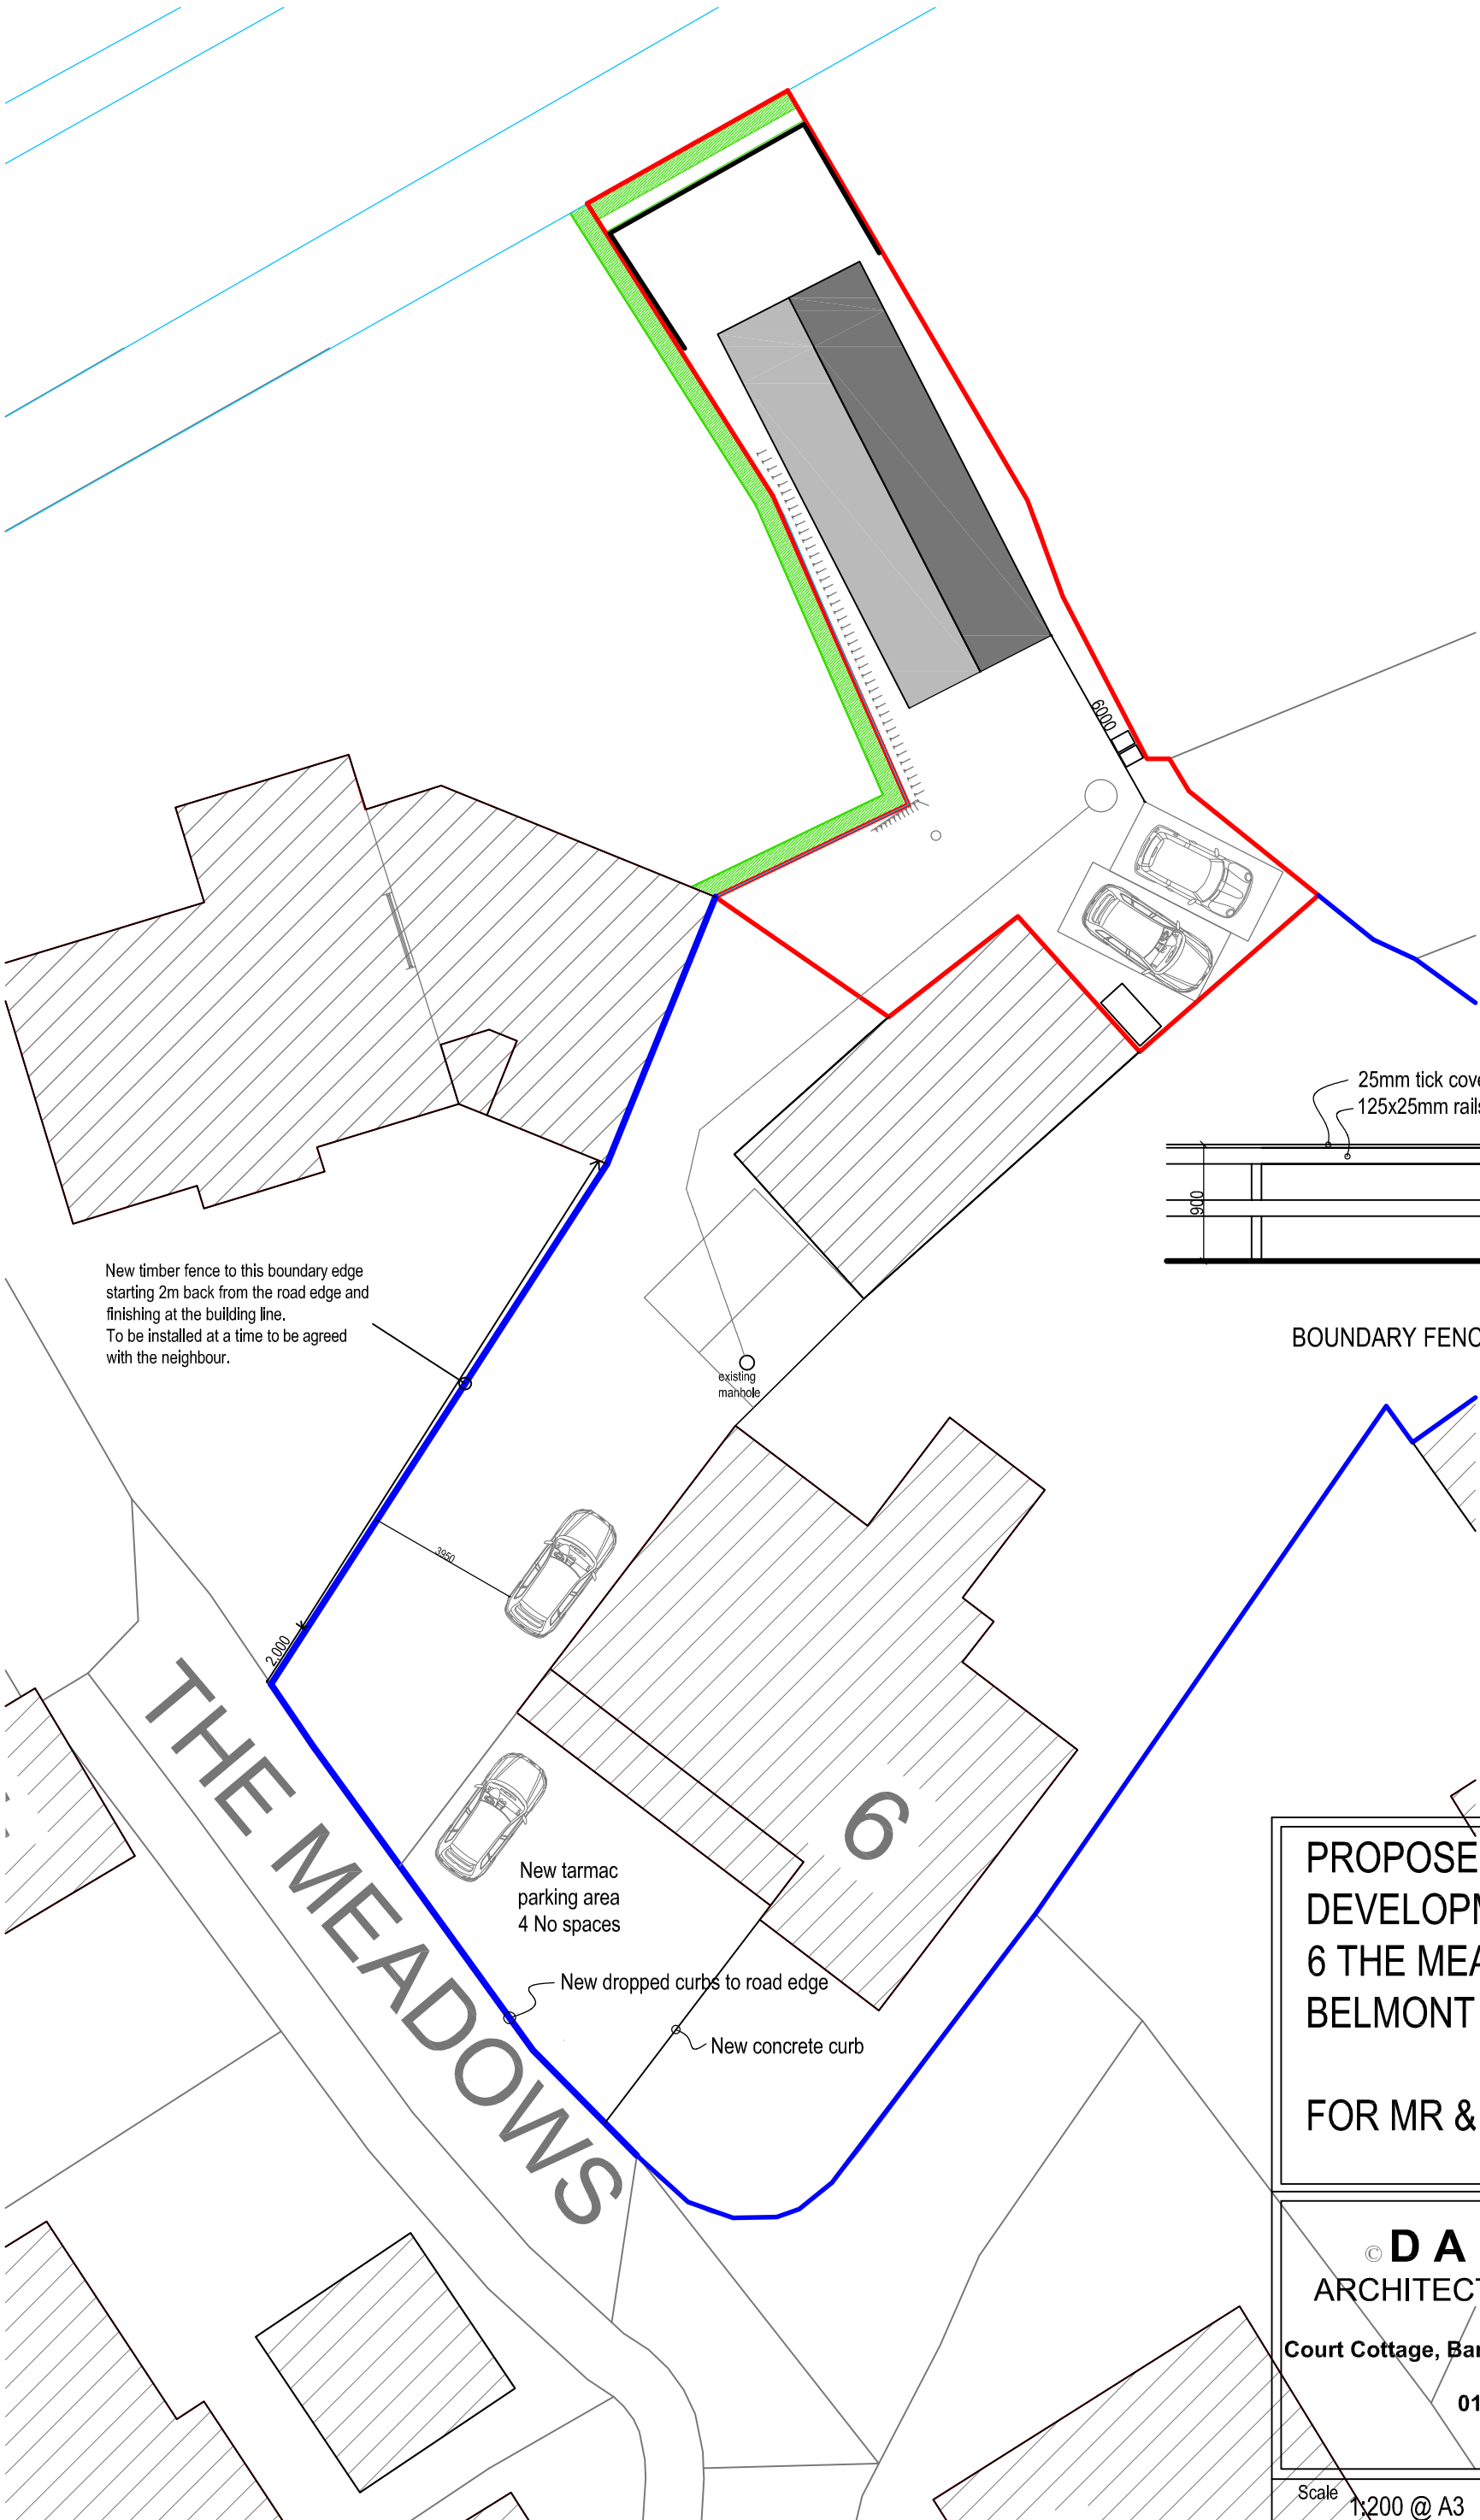 6000
25mm tick cove
125x25mm rails
900
BOUNDARY FENC
New timber fence to this boundary edge
starting 2m back from the road edge and
finishing at the building line.
To be installed at a time to be agreed
with the neighbour.
existing
manhole
3950
2.000
THE MEADOWS
6
New tarmac
parking area
4 No spaces
New dropped curbs to road edge
New concrete curb
PROPOSE
DEVELOPM
6 THE MEA
BELMONT
FOR MR &
© D A
ARCHITECT
Court Cottage, Bar
01
Scale
1:200 @ A3